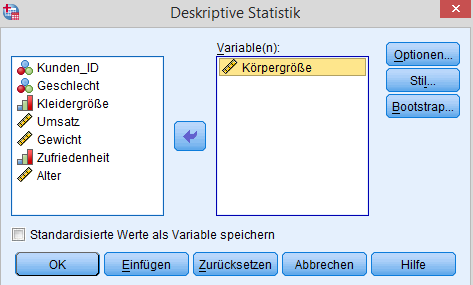 Deskriptive Statistik
Variable(n):
Kunden_ID
Geschlecht
Kleidergröße
Umsatz
Gewicht
Zufriedenheit
Alter
Körpergröße
Optionen...
Stil...
Bootstrap...
Standardisierte Werte als Variable speichern
OK Einfügen Zurücksetzen Abbrechen Hilfe